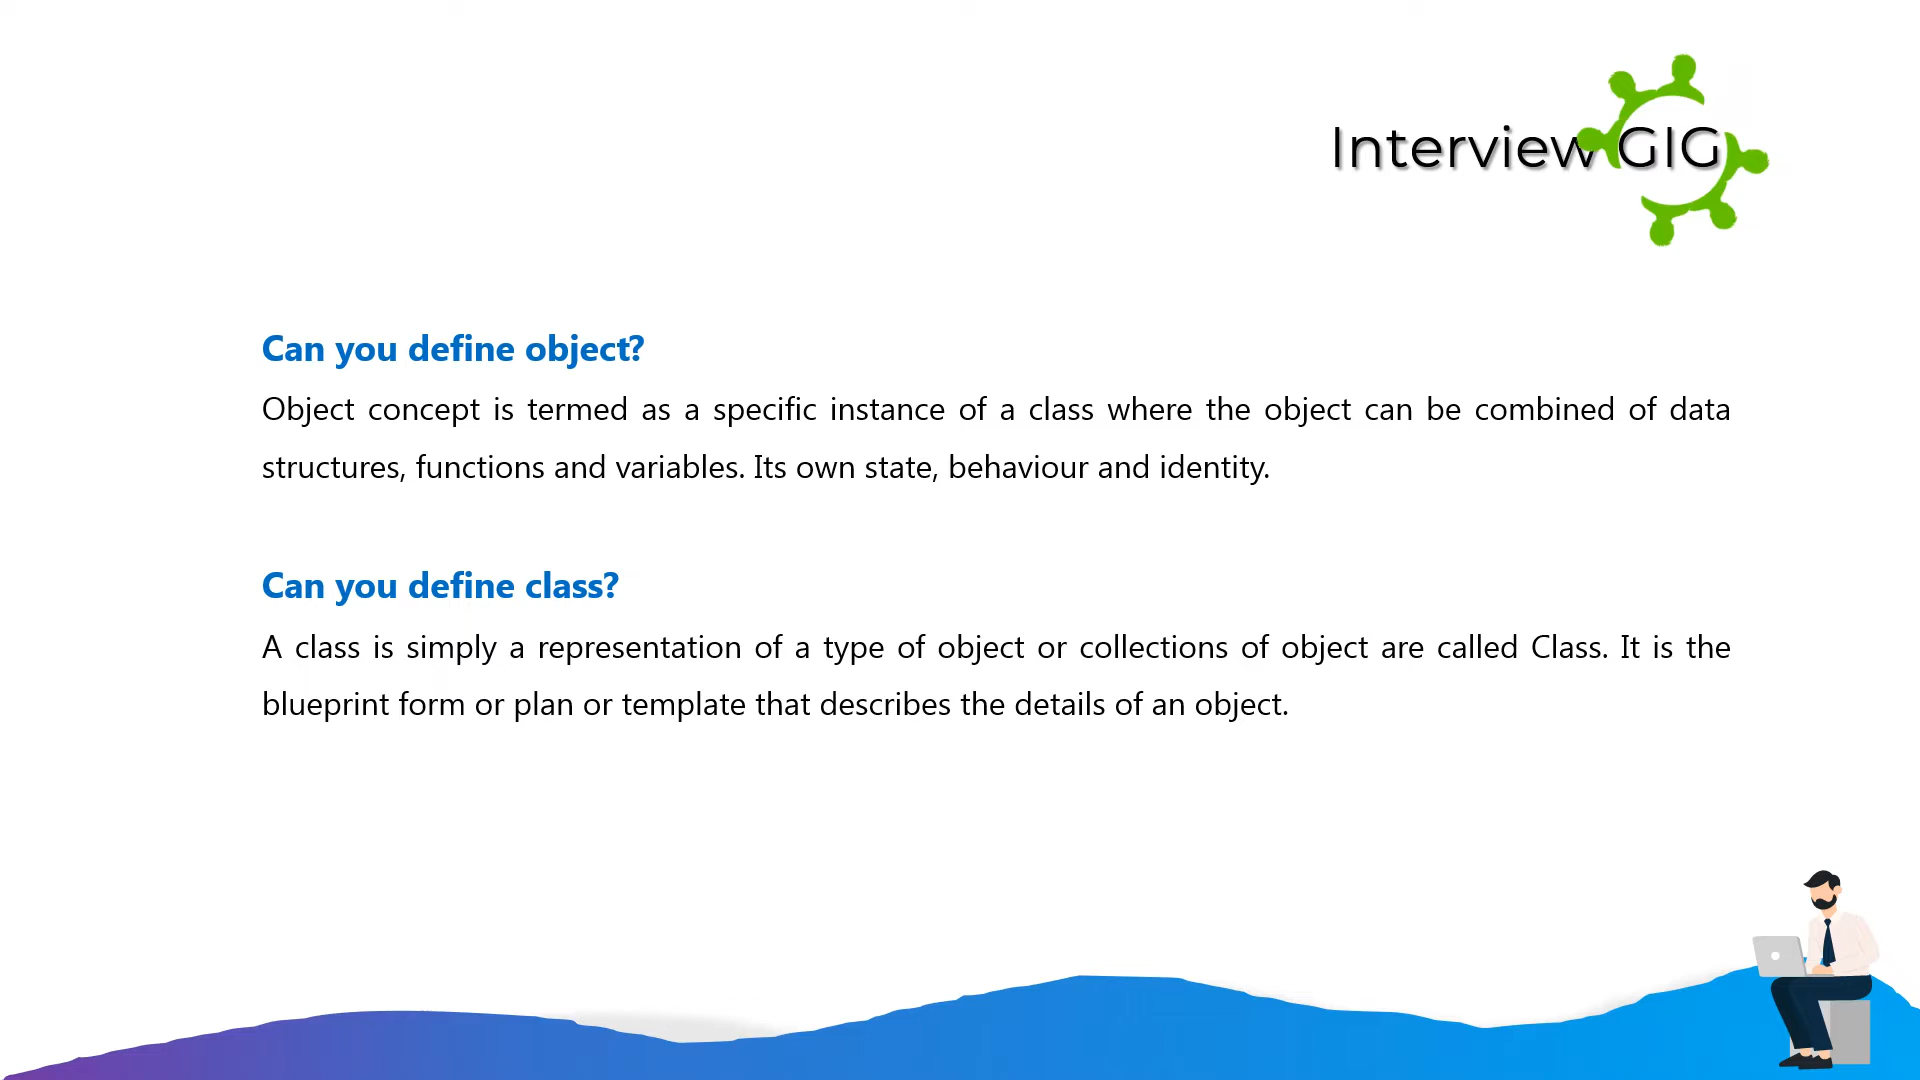 Interview GIG
Can you define object?
Object concept is termed as a specific instance of a class where the object can be combined of data
structures, functions and variables. Its own state, behaviour and identity.
Can you define class?
A class is simply a representation of a type of object or collections of object are called Class. It is the
blueprint form or plan or template that describes the details of an object.